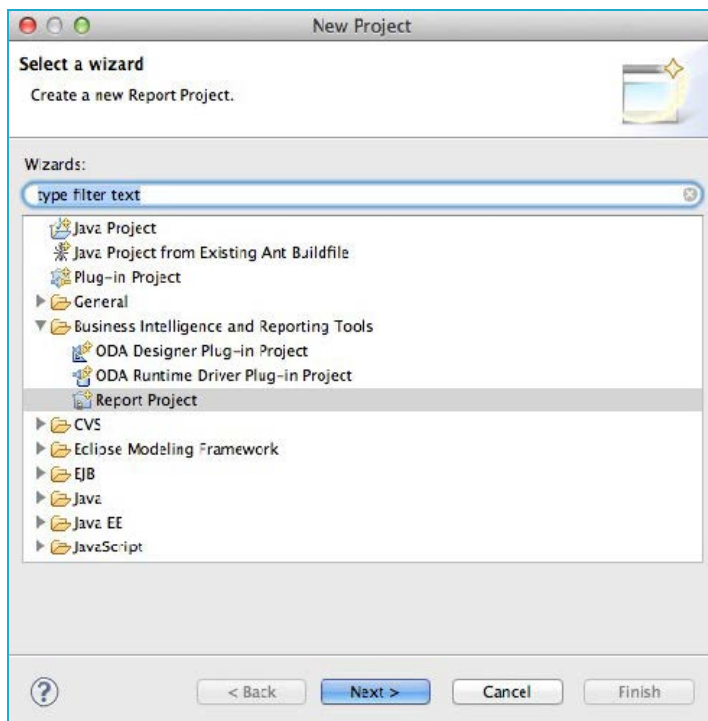 New Project
Select a wizard
Create a new Report Project.
Wizards:
type filter text
Java Project
Java Project from Existing Ant Buildfile
Plug-in Project
General
Business Intelligence and Reporting Tools
ODA Designer Plug-in Project
ODA Runtime Driver Plug-in Project
Report Project
CVS
Eclipse Modeling Framework
EJB
Java
Java EE
JavaScript
? < Back Next > Cancel Finish